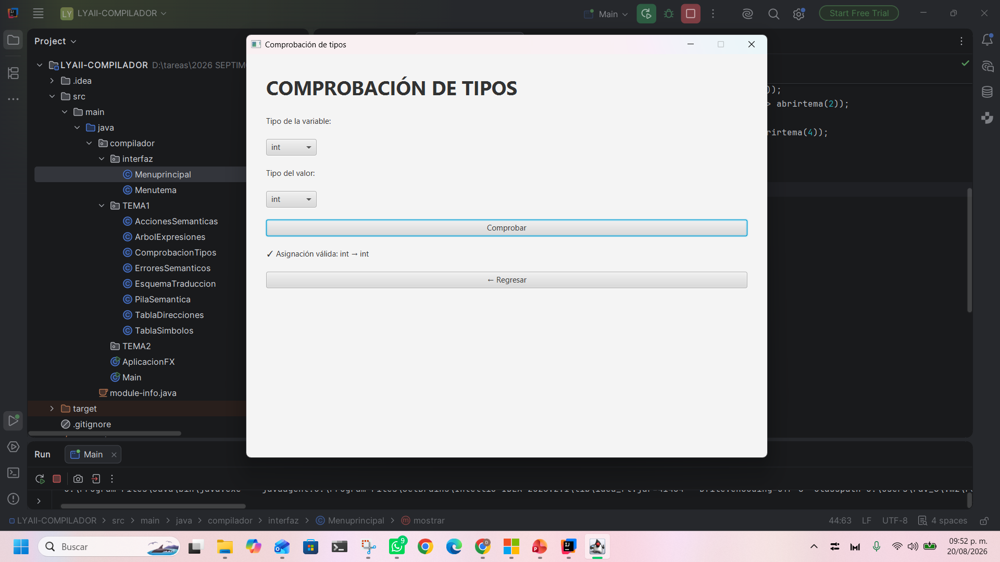 LY LYAII-COMPILADOR
Main
Start Free Trial
Project
LYAII-COMPILADOR D:\tareas\2026 SEPTIM
.idea
src
main
java
compilador
interfaz
Menuprincipal
Menutema
TEMA1
AccionesSemanticas
ArbolExpresiones
ComprobacionTipos
ErroresSemanticos
EsquemaTraduccion
PilaSemantica
TablaDirecciones
TablaSimbolos
TEMA2
AplicacionFX
Main
module-info.java
target
.gitignore
Comprobación de tipos
COMPROBACIÓN DE TIPOS
Tipo de la variable:
int
Tipo del valor:
int
Comprobar
✓ Asignación válida: int → int
← Regresar
));
> abrirtema(2));
rirtema(4));
Run
Main
LYAII-COMPILADOR > src > main > java > compilador > interfaz > Menuprincipal > mostrar
44:63 LF UTF-8 4 spaces
Buscar
9
09:52 p. m.
20/08/2026